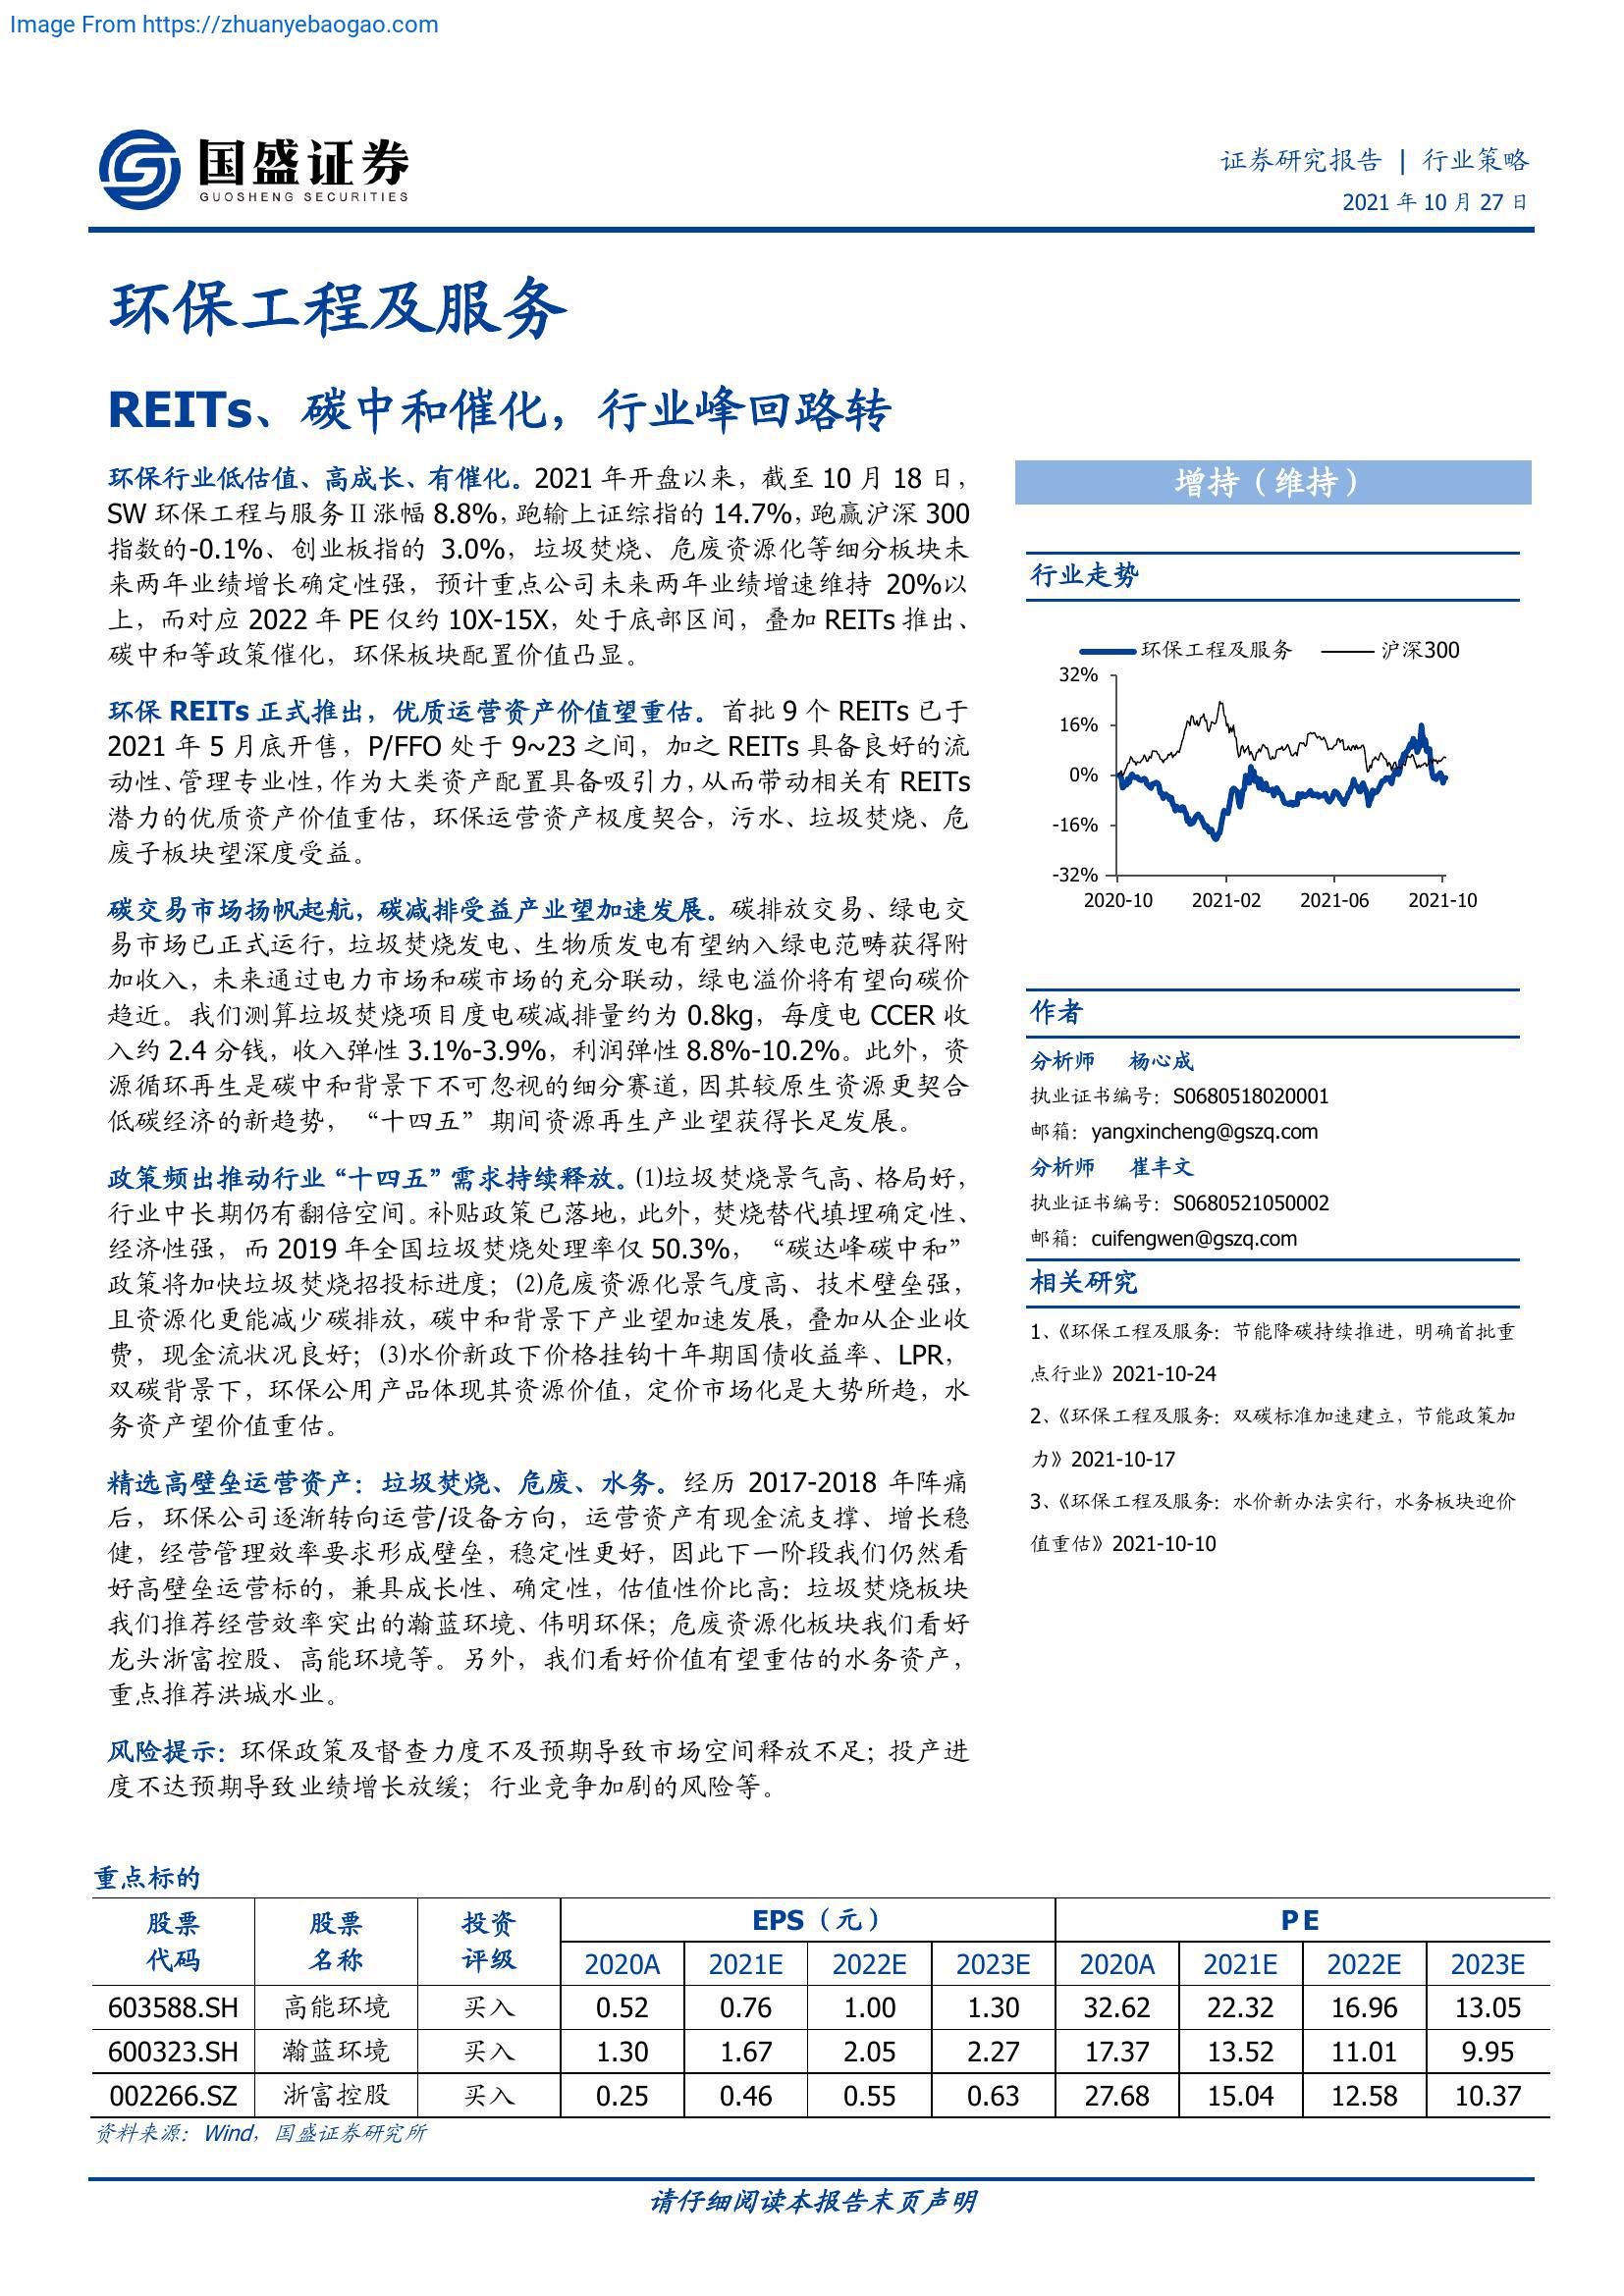 Image From https://zhuanyebaogao.com
国盛证券
GUOSHENG SECURITIES
证券研究报告 | 行业策略
2021 年 10 月 27 日
环保工程及服务
REITs、碳中和催化，行业峰回路转
环保行业低估值、高成长、有催化。2021 年开盘以来，截至 10 月 18 日，
SW 环保工程与服务Ⅱ涨幅 8.8%，跑输上证综指的 14.7%，跑赢沪深 300
指数的-0.1%、创业板指的 3.0%，垃圾焚烧、危废资源化等细分板块未
来两年业绩增长确定性强，预计重点公司未来两年业绩增速维持 20%以
上，而对应 2022 年 PE 仅约 10X-15X，处于底部区间，叠加 REITs 推出、
碳中和等政策催化，环保板块配置价值凸显。
环保 REITs 正式推出，优质运营资产价值望重估。首批 9 个 REITs 已于
2021 年 5 月底开售，P/FFO 处于 9~23 之间，加之 REITs 具备良好的流
动性、管理专业性，作为大类资产配置具备吸引力，从而带动相关有 REITs
潜力的优质资产价值重估，环保运营资产极度契合，污水、垃圾焚烧、危
废子板块望深度受益。
碳交易市场扬帆起航，碳减排受益产业望加速发展。碳排放交易、绿电交
易市场已正式运行，垃圾焚烧发电、生物质发电有望纳入绿电范畴获得附
加收入，未来通过电力市场和碳市场的充分联动，绿电溢价将有望向碳价
趋近。我们测算垃圾焚烧项目度电碳减排量约为 0.8kg，每度电 CCER 收
入约 2.4 分钱，收入弹性 3.1%-3.9%，利润弹性 8.8%-10.2%。此外，资
源循环再生是碳中和背景下不可忽视的细分赛道，因其较原生资源更契合
低碳经济的新趋势，“十四五”期间资源再生产业望获得长足发展。
政策频出推动行业“十四五”需求持续释放。⑴垃圾焚烧景气高、格局好，
行业中长期仍有翻倍空间。补贴政策已落地，此外，焚烧替代填埋确定性、
经济性强，而 2019 年全国垃圾焚烧处理率仅 50.3%，“碳达峰碳中和”
政策将加快垃圾焚烧招投标进度；⑵危废资源化景气度高、技术壁垒强，
且资源化更能减少碳排放，碳中和背景下产业望加速发展，叠加从企业收
费，现金流状况良好；⑶水价新政下价格挂钩十年期国债收益率、LPR，
双碳背景下，环保公用产品体现其资源价值，定价市场化是大势所趋，水
务资产望价值重估。
精选高壁垒运营资产：垃圾焚烧、危废、水务。经历 2017-2018 年阵痛
后，环保公司逐渐转向运营/设备方向，运营资产有现金流支撑、增长稳
健，经营管理效率要求形成壁垒，稳定性更好，因此下一阶段我们仍然看
好高壁垒运营标的，兼具成长性、确定性，估值性价比高：垃圾焚烧板块
我们推荐经营效率突出的瀚蓝环境、伟明环保；危废资源化板块我们看好
龙头浙富控股、高能环境等。另外，我们看好价值有望重估的水务资产，
重点推荐洪城水业。
风险提示：环保政策及督查力度不及预期导致市场空间释放不足；投产进
度不达预期导致业绩增长放缓；行业竞争加剧的风险等。
增持（维持）
行业走势
环保工程及服务 沪深300
32%
16%
0%
-16%
-32%
2020-10 2021-02 2021-06 2021-10
作者
分析师 杨心成
执业证书编号：S0680518020001
邮箱：yangxincheng@gszq.com
分析师 崔丰文
执业证书编号：S0680521050002
邮箱：cuifengwen@gszq.com
相关研究
1、《环保工程及服务：节能降碳持续推进，明确首批重
点行业》2021-10-24
2、《环保工程及服务：双碳标准加速建立，节能政策加
力》2021-10-17
3、《环保工程及服务：水价新办法实行，水务板块迎价
值重估》2021-10-10
重点标的
股票代码 股票名称 投资评级 EPS（元） PE
2020A 2021E 2022E 2023E 2020A 2021E 2022E 2023E
603588.SH 高能环境 买入 0.52 0.76 1.00 1.30 32.62 22.32 16.96 13.05
600323.SH 瀚蓝环境 买入 1.30 1.67 2.05 2.27 17.37 13.52 11.01 9.95
002266.SZ 浙富控股 买入 0.25 0.46 0.55 0.63 27.68 15.04 12.58 10.37
资料来源：Wind，国盛证券研究所
请仔细阅读本报告末页声明